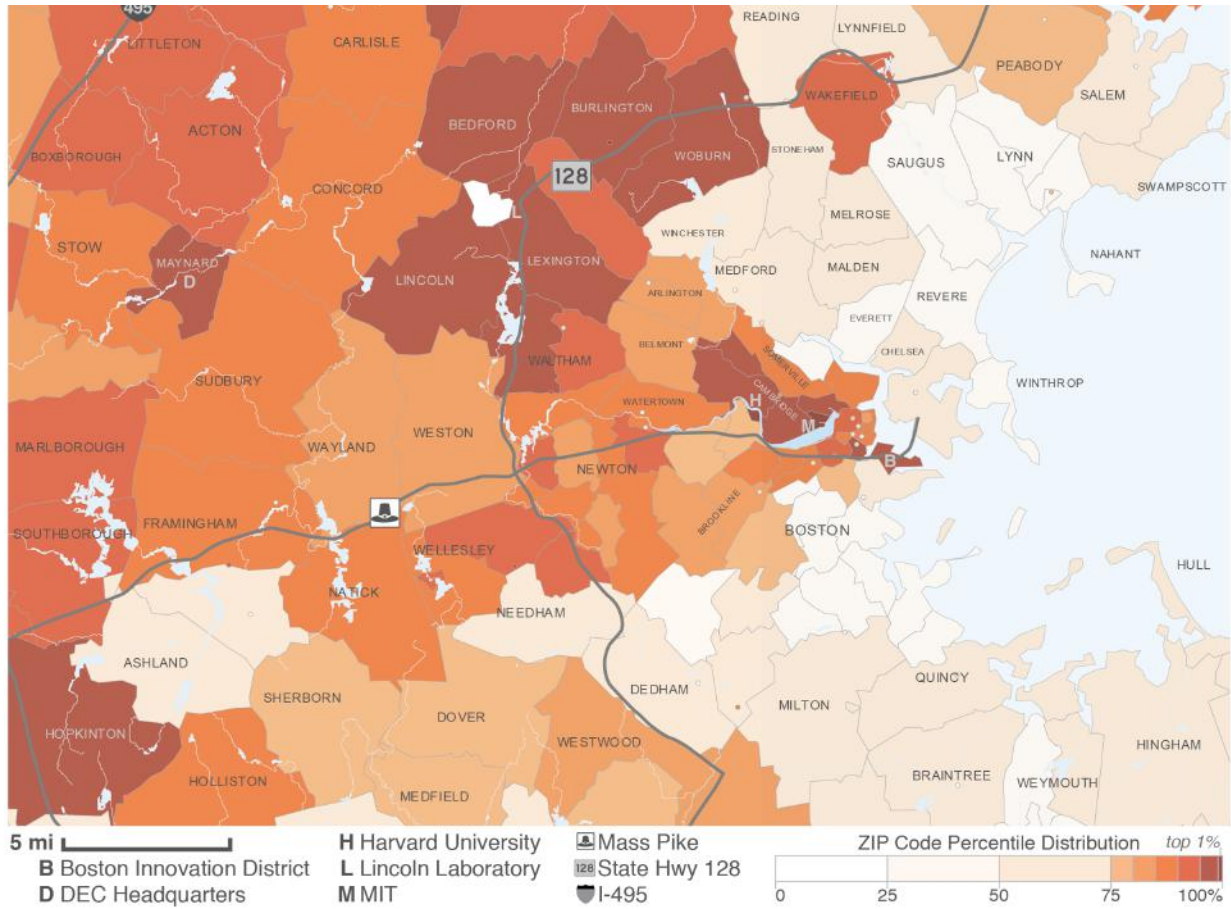 495
LITTLETON
CARLISLE
READING
LYNNFIELD
PEABODY
BEDFORD
BURLINGTON
WAKEFIELD
SALEM
ACTON
WOBURN
STONEHAM
LYNN
BOXBOROUGH
SAUGUS
128
CONCORD
SWAMPSCOTT
L
MELROSE
STOW
WINCHESTER
NAHANT
MAYNARD
LEXINGTON
MEDFORD
MALDEN
D
LINCOLN
ARLINGTON
REVERE
EVERETT
BELMONT
CHELSEA
WALTHAM
SOMERVILLE
SUDBURY
WINTHROP
CAMBRIDGE
H
WATERTOWN
MARLBOROUGH
WESTON
M
WAYLAND
B
NEWTON
BROOKLINE
FRAMINGHAM
BOSTON
SOUTHBOROUGH
WELLESLEY
HULL
NATICK
NEEDHAM
ASHLAND
QUINCY
DEDHAM
SHERBORN
MILTON
DOVER
HOPKINTON
WESTWOOD
HINGHAM
HOLLISTON
BRAINTREE
WEYMOUTH
MEDFIELD
5 mi
H Harvard University
Mass Pike
ZIP Code Percentile Distribution top 1%
B Boston Innovation District
L Lincoln Laboratory
128 State Hwy 128
D DEC Headquarters
M MIT
I-495
0 25 50 75 100%